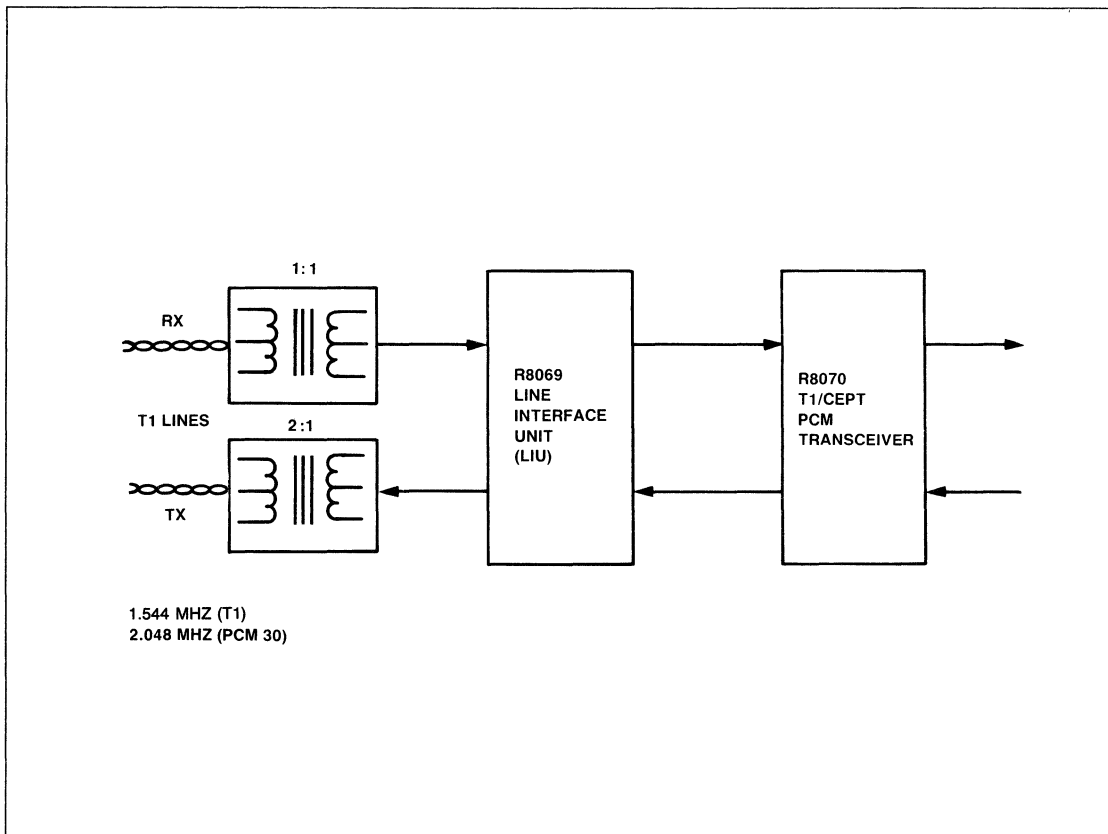 1:1
RX
T1 LINES
2:1
TX
R8069
LINE
INTERFACE
UNIT
(LIU)
R8070
T1/CEPT
PCM
TRANSCEIVER
1.544 MHZ (T1)
2.048 MHZ (PCM 30)